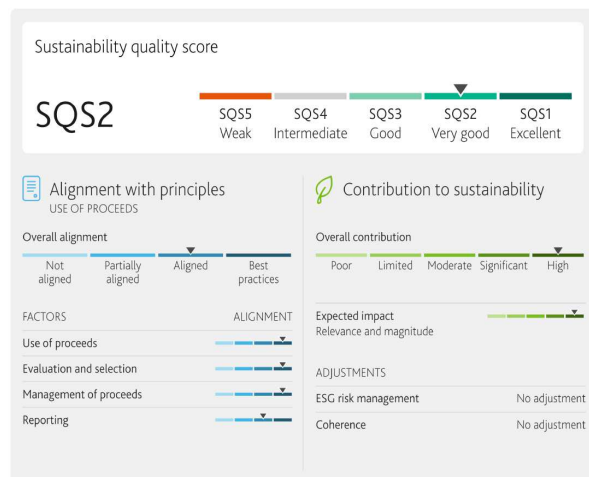 Sustainability quality score
SQS2
SQS5 SQS4 SQS3 SQS2 SQS1
Weak Intermediate Good Very good Excellent
Alignment with principles
USE OF PROCEEDS
Overall alignment
Not aligned Partially aligned Aligned Best practices
FACTORS ALIGNMENT
Use of proceeds
Evaluation and selection
Management of proceeds
Reporting
Contribution to sustainability
Overall contribution
Poor Limited Moderate Significant High
Expected impact
Relevance and magnitude
ADJUSTMENTS
ESG risk management No adjustment
Coherence No adjustment